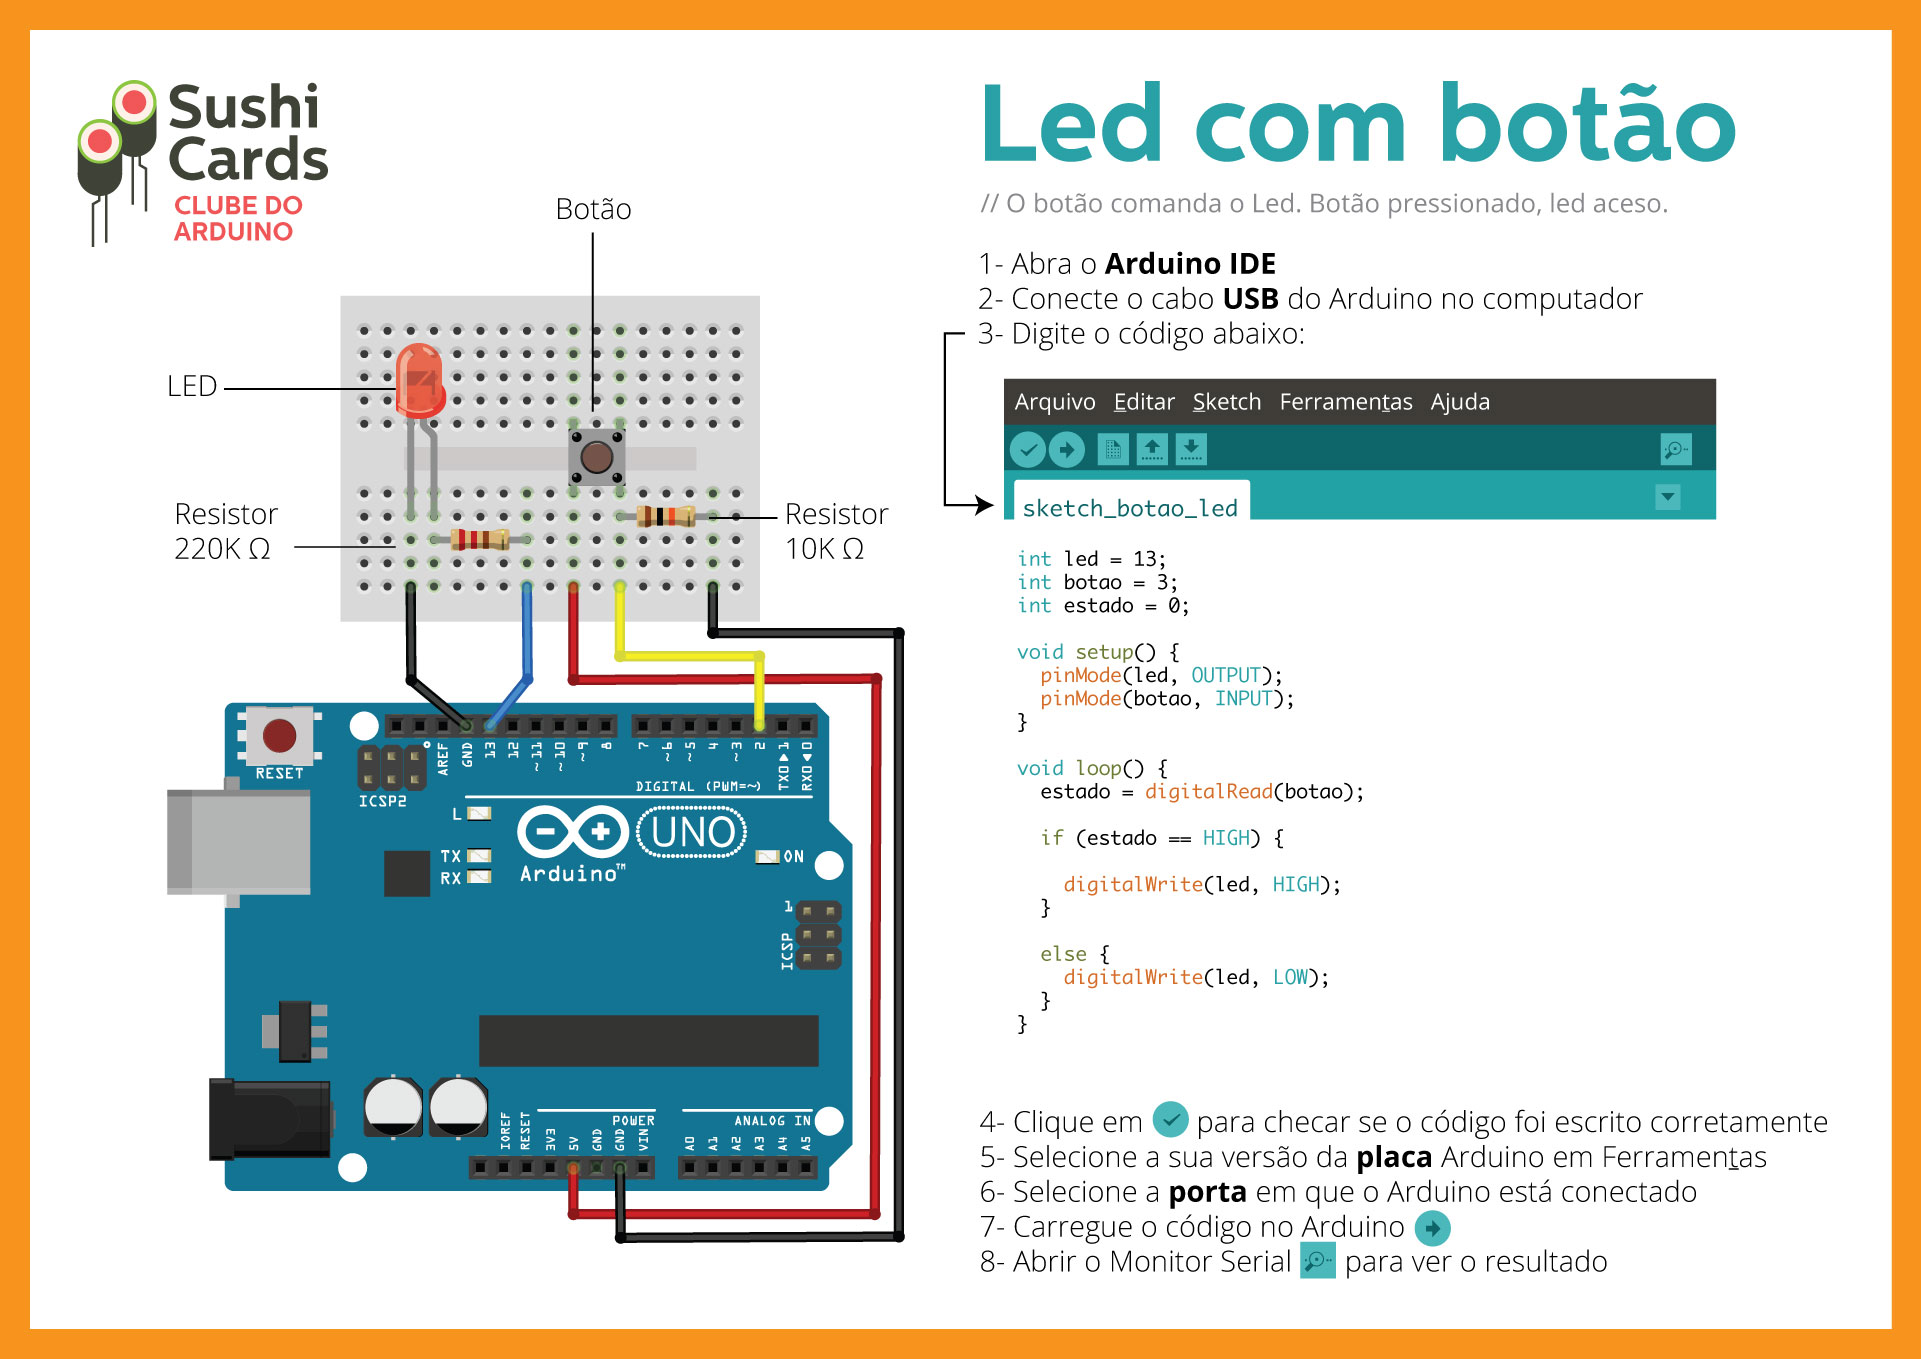 Sushi
Cards
CLUBE DO
ARDUINO
Botão
LED
Resistor
220K Ω
Resistor
10K Ω
RESET
ICSP2
AREF
GND
13
12
~11
~10
~9
8
7
~6
~5
4
~3
2
TX0▶1
RX0◀0
DIGITAL (PWM=~)
L
TX
RX
UNO
Arduino™
ON
1
ICSP
IOREF
RESET
3V3
5V
GND
GND
VIN
POWER
ANALOG IN
A0
A1
A2
A3
A4
A5
Led com botão
// O botão comanda o Led. Botão pressionado, led aceso.
1- Abra o Arduino IDE
2- Conecte o cabo USB do Arduino no computador
3- Digite o código abaixo:
Arquivo Editar Sketch Ferramentas Ajuda
sketch_botao_led
int led = 13;
int botao = 3;
int estado = 0;
void setup() {
pinMode(led, OUTPUT);
pinMode(botao, INPUT);
}
void loop() {
estado = digitalRead(botao);
if (estado == HIGH) {
digitalWrite(led, HIGH);
}
else {
digitalWrite(led, LOW);
}
}
4- Clique em para checar se o código foi escrito corretamente
5- Selecione a sua versão da placa Arduino em Ferramentas
6- Selecione a porta em que o Arduino está conectado
7- Carregue o código no Arduino
8- Abrir o Monitor Serial para ver o resultado